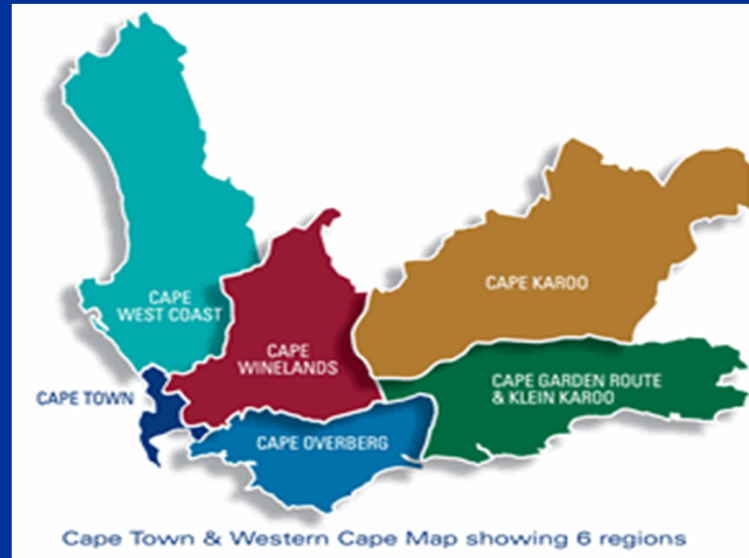 CAPE
WEST COAST
CAPE KAROO
CAPE
WINELANDS
CAPE GARDEN ROUTE
& KLEIN KAROO
CAPE TOWN
CAPE OVERBERG
Cape Town & Western Cape Map showing 6 regions